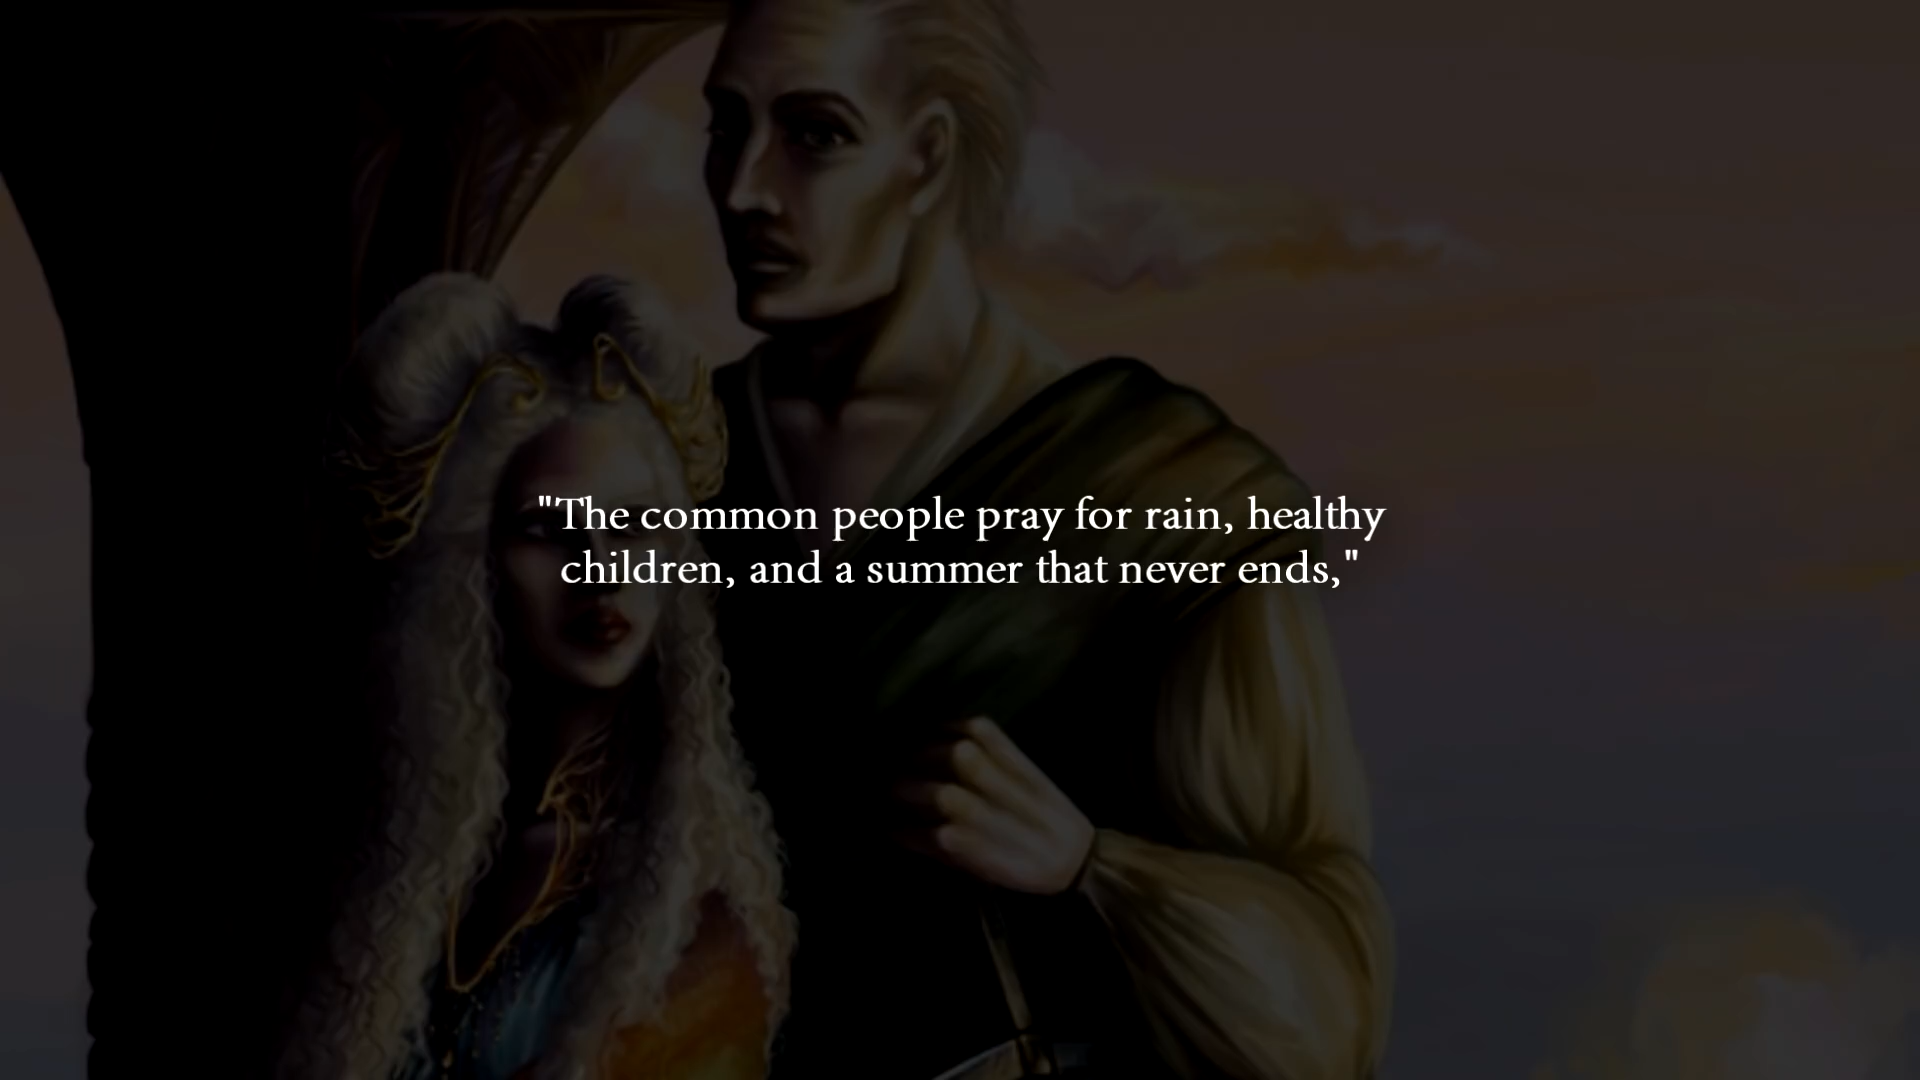 "The common people pray for rain, healthy
children, and a summer that never ends,"